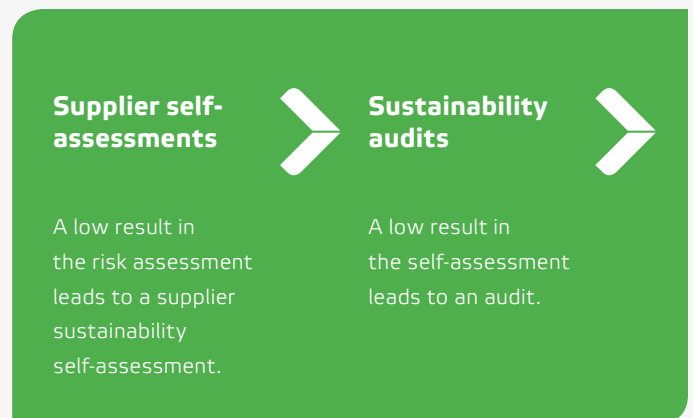 Supplier self-
assessments
A low result in
the risk assessment
leads to a supplier
sustainability
self-assessment.
Sustainability
audits
A low result in
the self-assessment
leads to an audit.